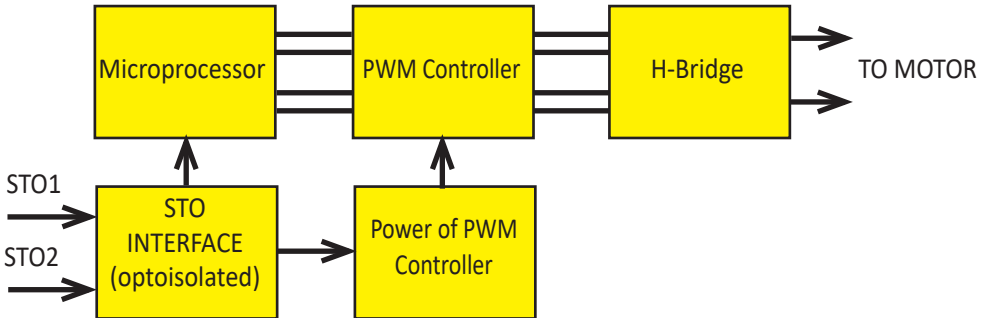 Microprocessor
PWM Controller
H-Bridge
TO MOTOR
STO1
STO2
STO
INTERFACE
(optoisolated)
Power of PWM
Controller